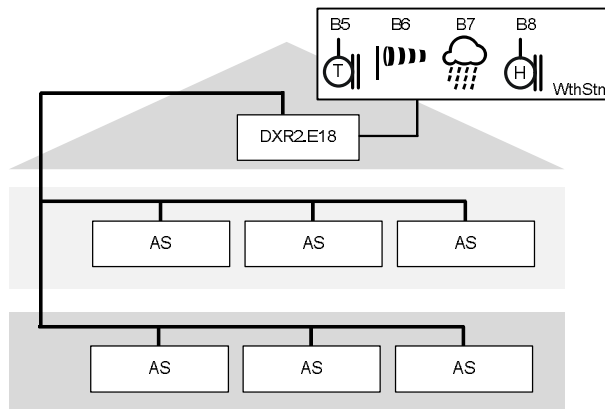 B5 B6 B7 B8
T H
WthStn
DXR2.E18
AS AS AS
AS AS AS